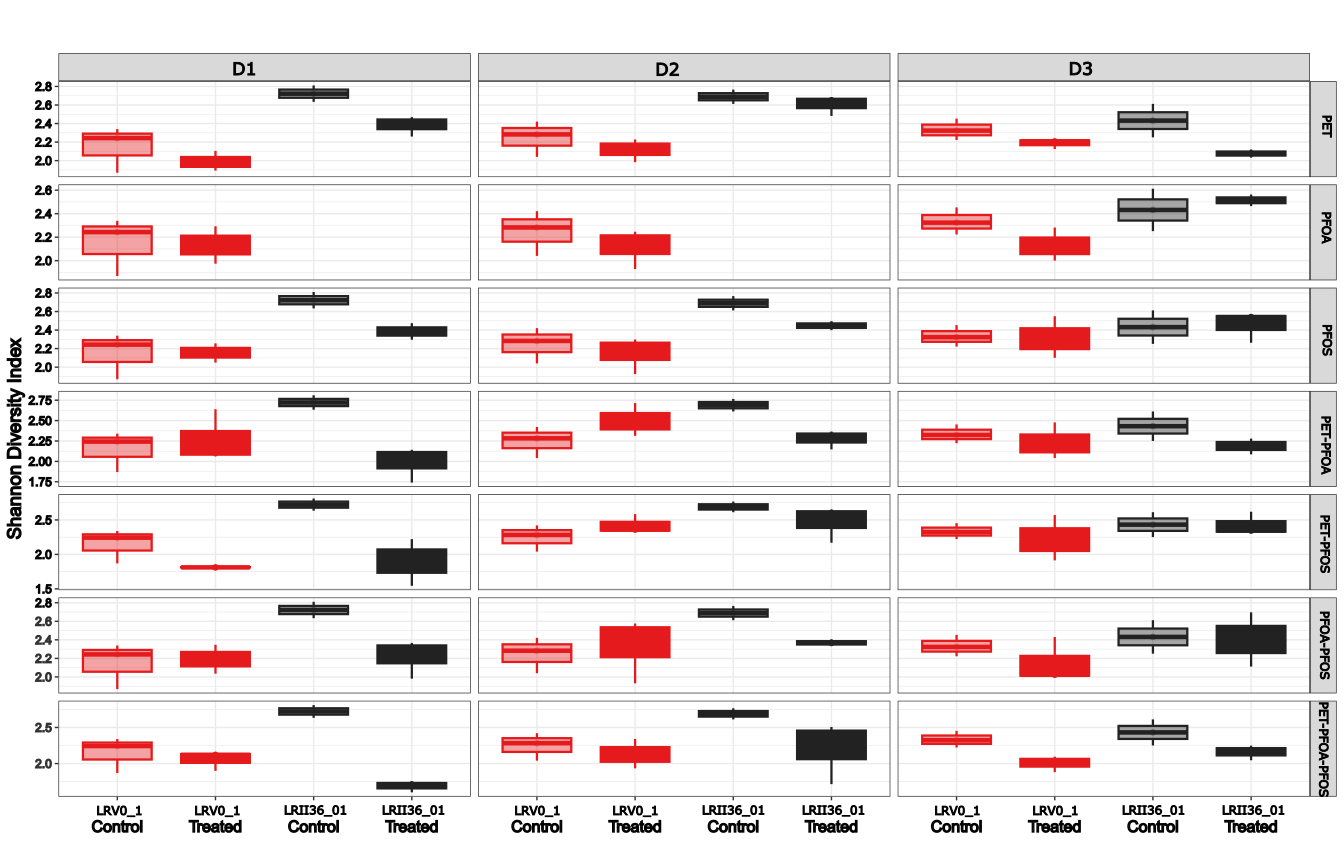 D1 D2 D3
Shannon Diversity Index
2.8
2.6
2.4
2.2
2.0
PET
2.6
2.4
2.2
2.0
PFOA
2.8
2.6
2.4
2.2
2.0
PFOS
2.75
2.50
2.25
2.00
1.75
PET-PFOA
2.5
2.0
1.5
PET-PFOS
2.8
2.6
2.4
2.2
2.0
PFOA-PFOS
2.5
2.0
PET-PFOA-PFOS
LRV0_1 LRV0_1 LRII36_01 LRII36_01 LRV0_1 LRV0_1 LRII36_01 LRII36_01 LRV0_1 LRV0_1 LRII36_01 LRII36_01
Control Treated Control Treated Control Treated Control Treated Control Treated Control Treated